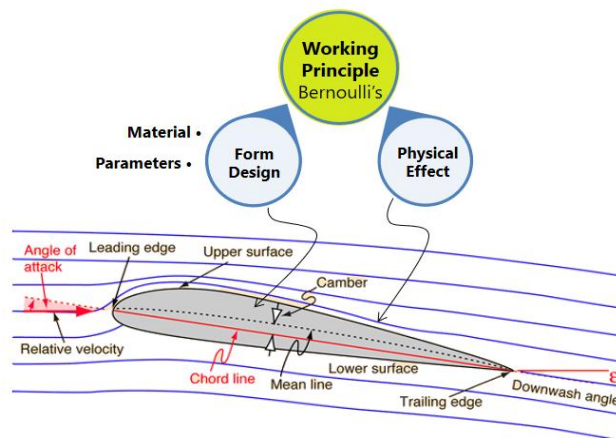 Working
Principle
Bernoulli's
Material •
Parameters •
Form
Design
Physical
Effect
Angle of
attack
Leading edge
Upper surface
Camber
Relative velocity
Chord line
Mean line
Lower surface
Trailing edge
Downwash angle
ε